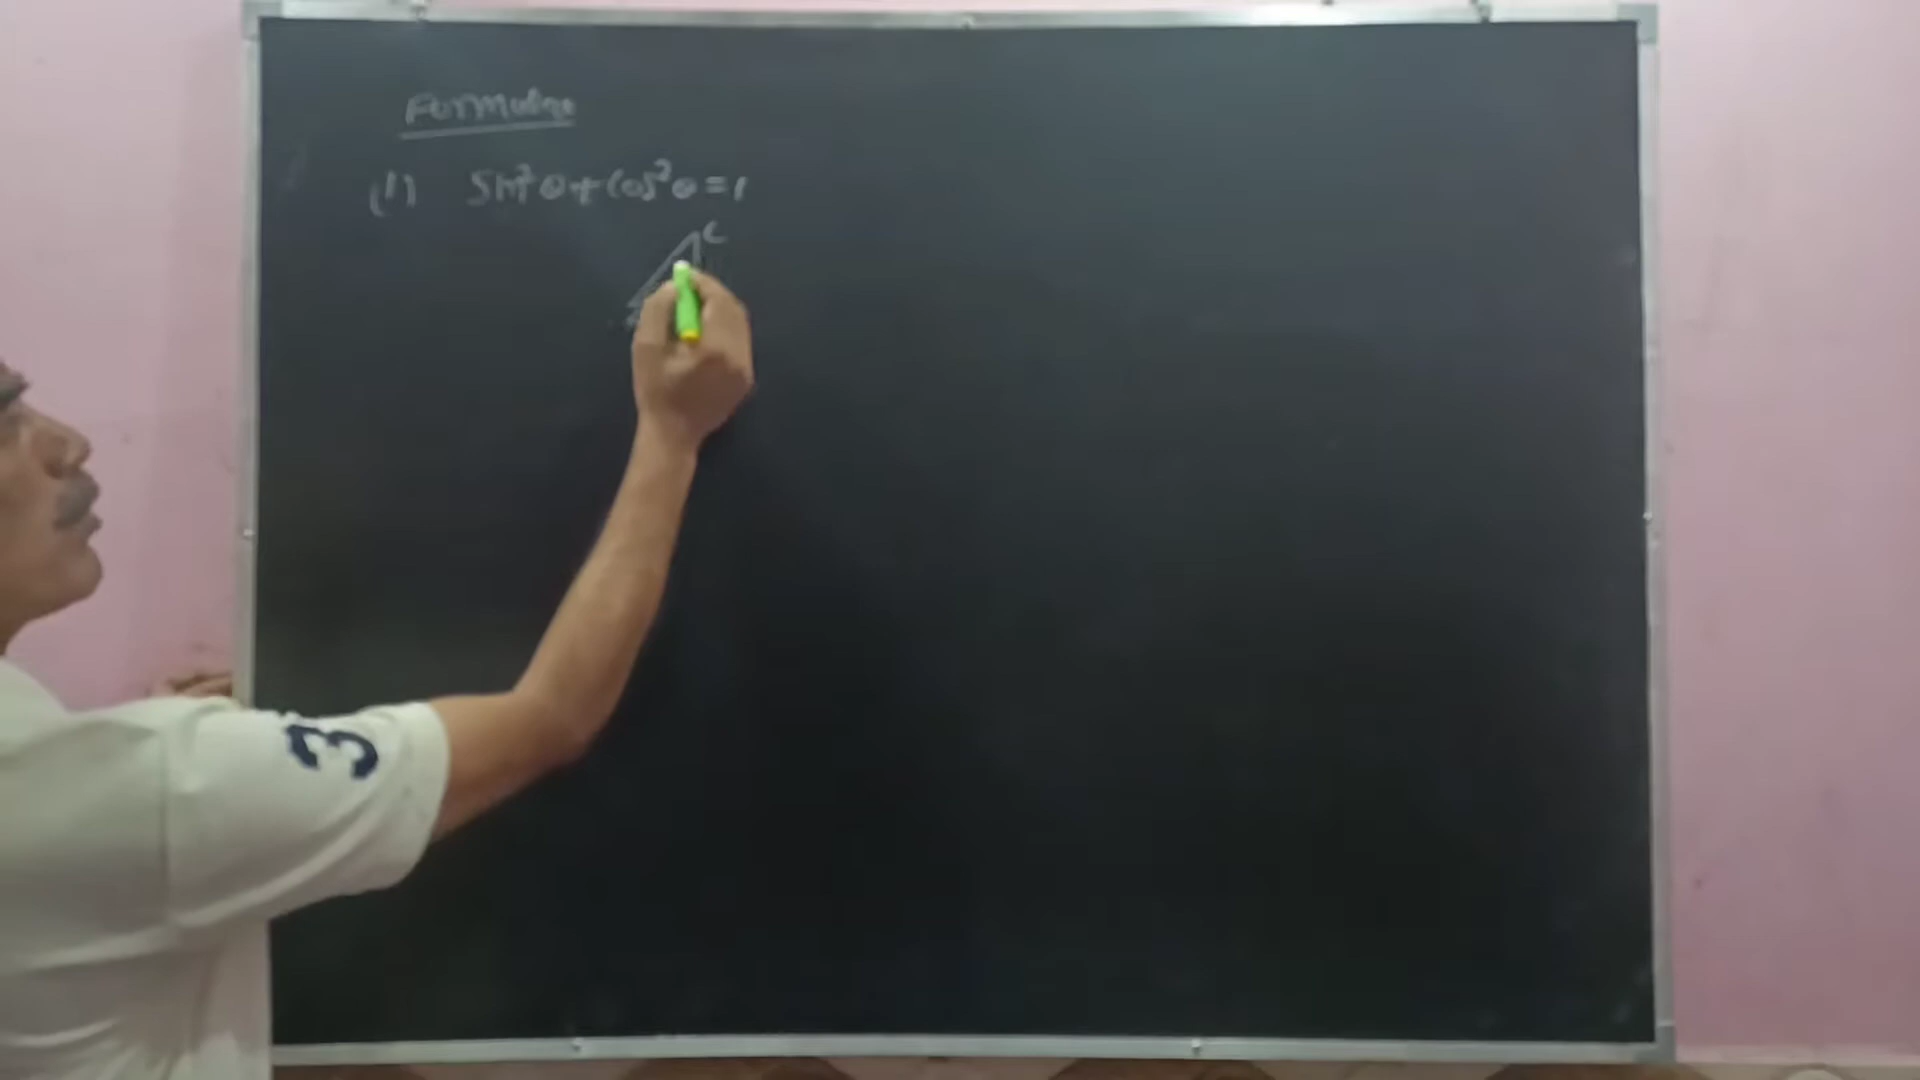 Formulae
(1) Sin²θ+Cos²θ=1
C
3